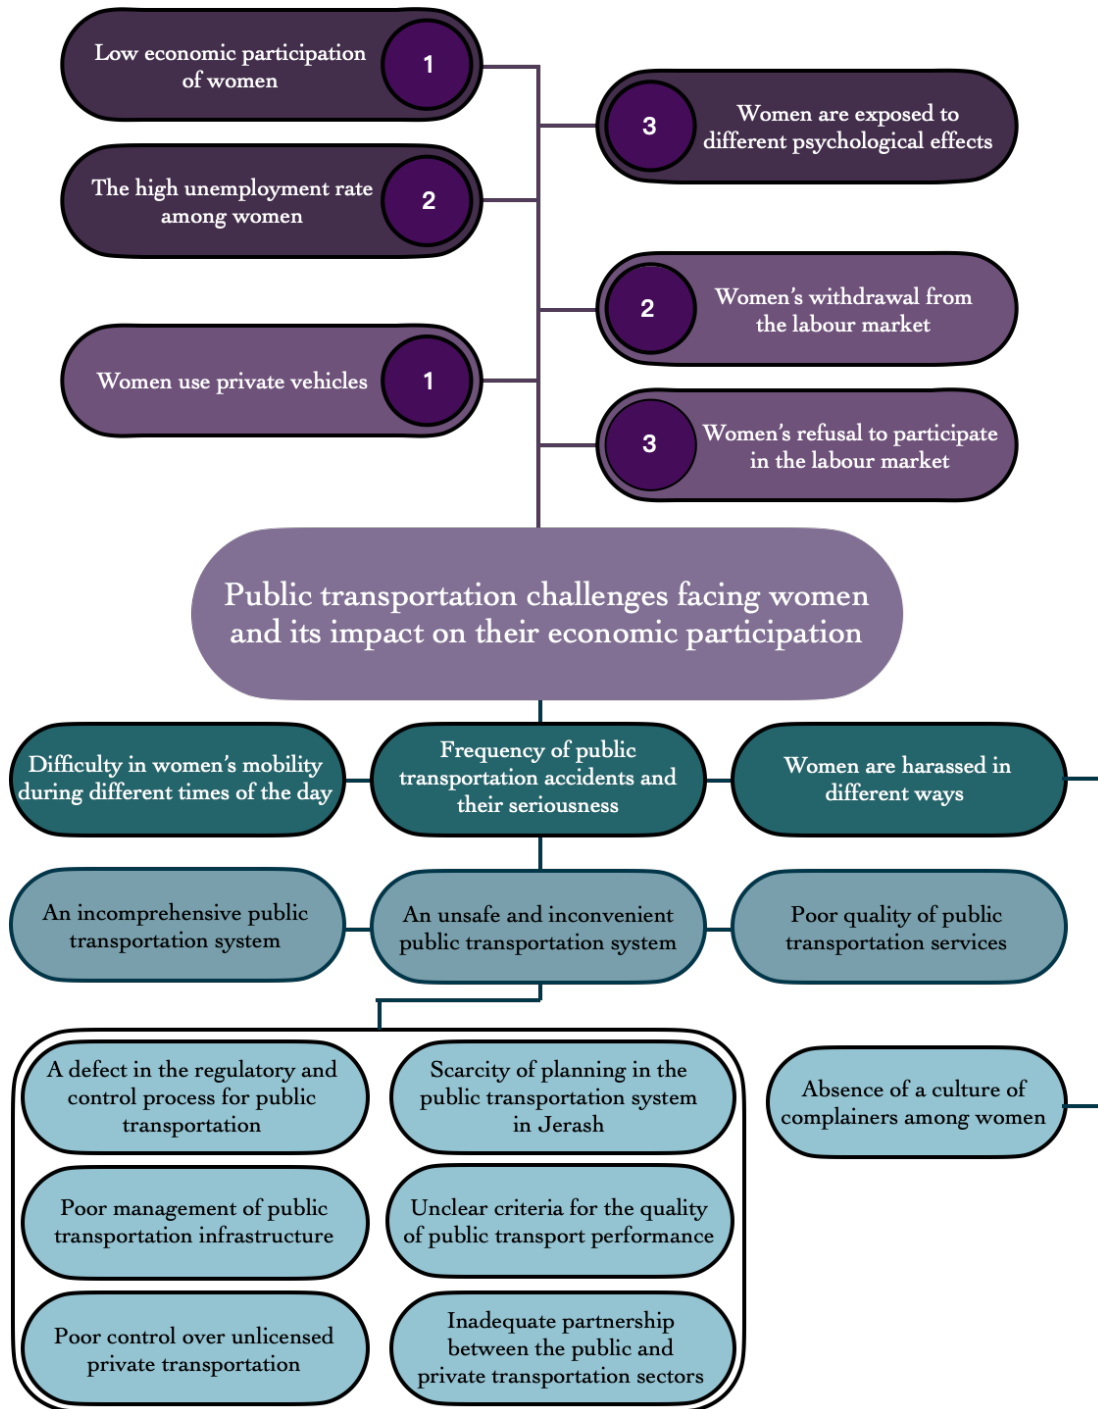 Low economic participation
of women
1
3
Women are exposed to
different psychological effects
The high unemployment rate
among women
2
2
Women's withdrawal from
the labour market
Women use private vehicles
1
3
Women's refusal to participate
in the labour market
Public transportation challenges facing women
and its impact on their economic participation
Difficulty in women's mobility
during different times of the day
Frequency of public
transportation accidents and
their seriousness
Women are harassed in
different ways
An incomprehensive public
transportation system
An unsafe and inconvenient
public transportation system
Poor quality of public
transportation services
A defect in the regulatory and
control process for public
transportation
Scarcity of planning in the
public transportation system
in Jerash
Absence of a culture of
complainers among women
Poor management of public
transportation infrastructure
Unclear criteria for the quality
of public transport performance
Poor control over unlicensed
private transportation
Inadequate partnership
between the public and
private transportation sectors